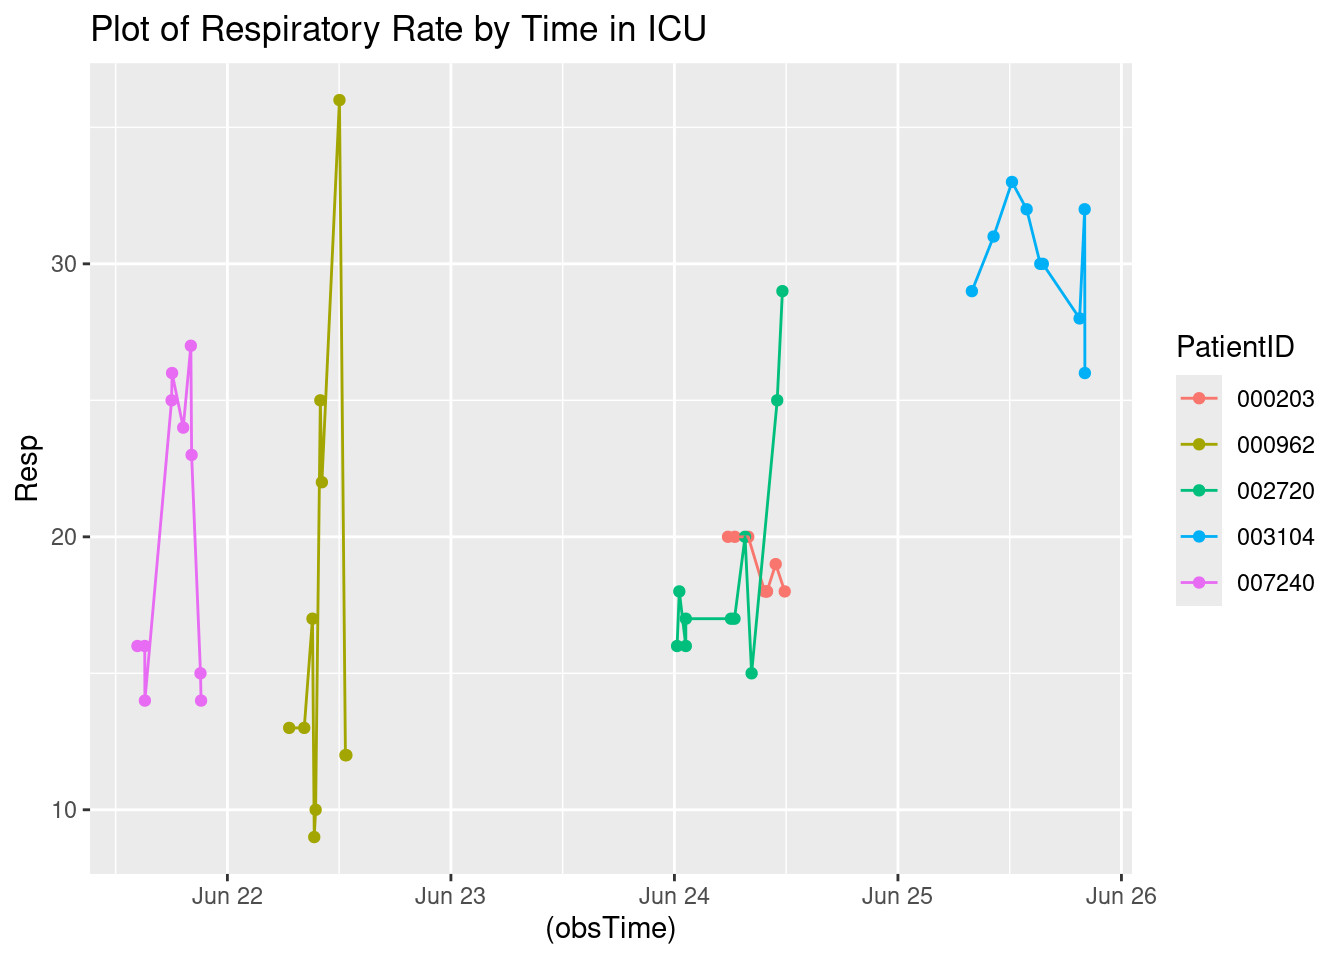 Plot of Respiratory Rate by Time in ICU
Resp
30
20
10
Jun 22
Jun 23
Jun 24
Jun 25
Jun 26
(obsTime)
PatientID
000203
000962
002720
003104
007240